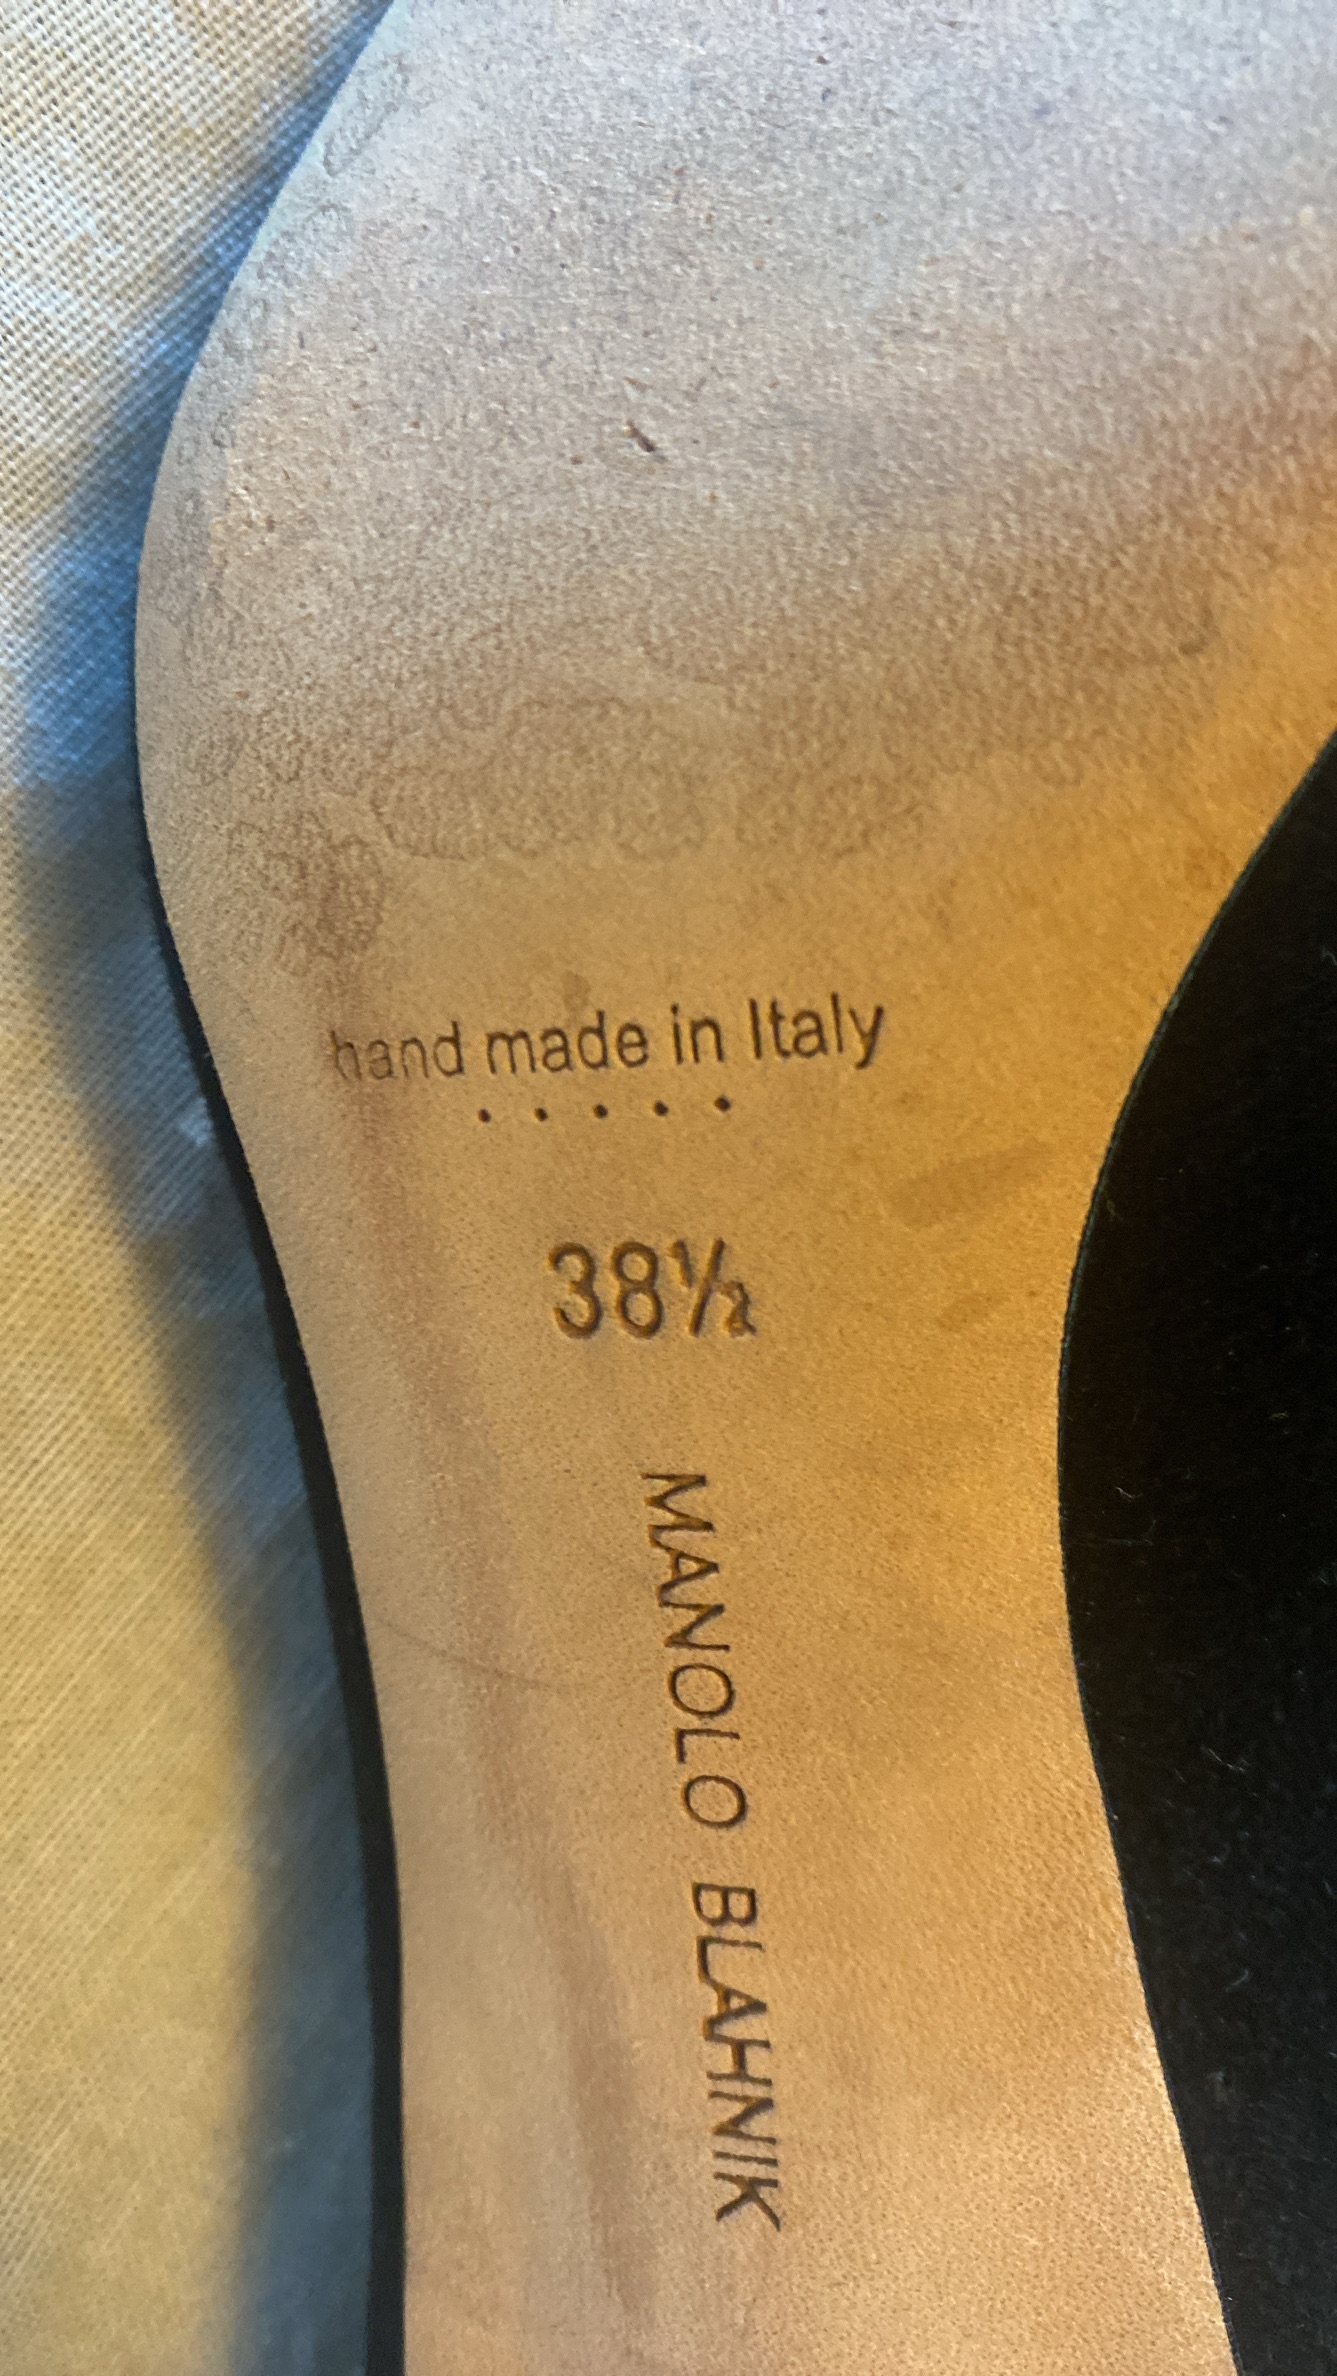 hand made in Italy
• • • • •
38½
MANOLO BLAHNIK